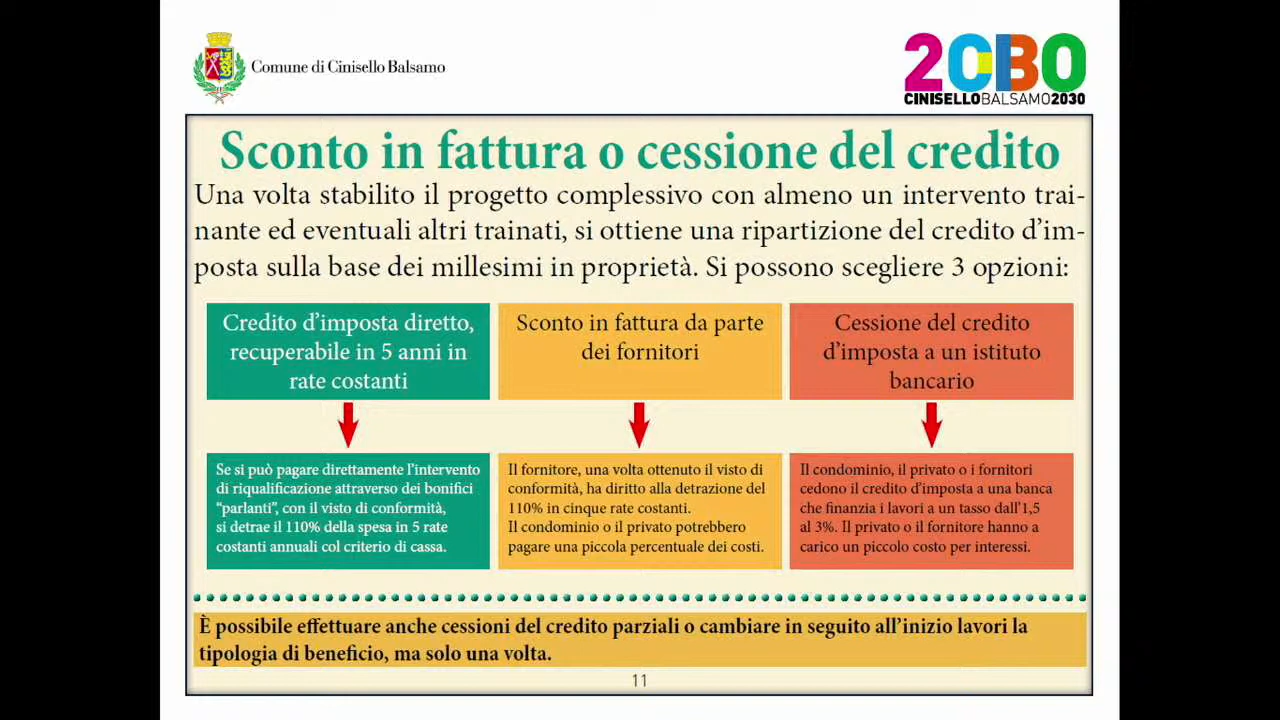 Comune di Cinisello Balsamo
2CBO
CINISELLOBALSAMO2030
Sconto in fattura o cessione del credito
Una volta stabilito il progetto complessivo con almeno un intervento trai-
nante ed eventuali altri trainati, si ottiene una ripartizione del credito d’im-
posta sulla base dei millesimi in proprietà. Si possono scegliere 3 opzioni:
Credito d’imposta diretto,
recuperabile in 5 anni in
rate costanti
Sconto in fattura da parte
dei fornitori
Cessione del credito
d’imposta a un istituto
bancario
Se si può pagare direttamente l’intervento
di riqualificazione attraverso dei bonifici
“parlanti”, con il visto di conformità,
si detrae il 110% della spesa in 5 rate
costanti annuali col criterio di cassa.
Il fornitore, una volta ottenuto il visto di
conformità, ha diritto alla detrazione del
110% in cinque rate costanti.
Il condominio o il privato potrebbero
pagare una piccola percentuale dei costi.
Il condominio, il privato o i fornitori
cedono il credito d’imposta a una banca
che finanzia i lavori a un tasso dall’1,5
al 3%. Il privato o il fornitore hanno a
carico un piccolo costo per interessi.
È possibile effettuare anche cessioni del credito parziali o cambiare in seguito all’inizio lavori la
tipologia di beneficio, ma solo una volta.
11